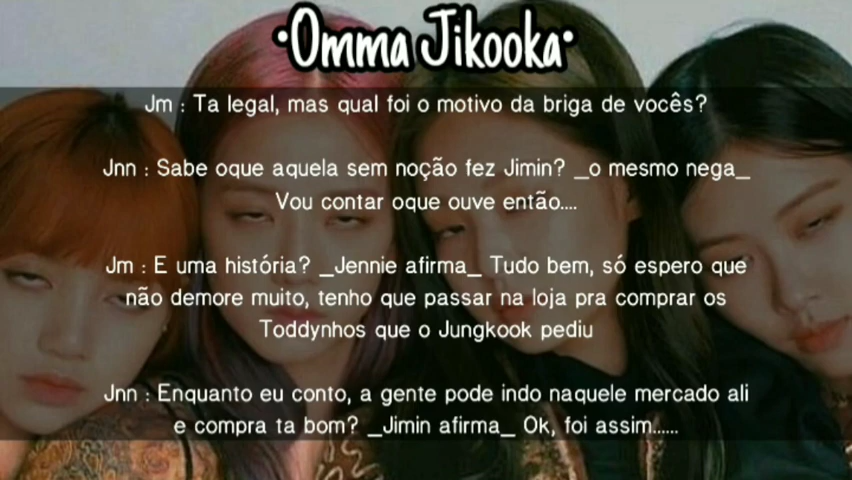 •Omma Jikooka•
Jm : Ta legal, mas qual foi o motivo da briga de vocês?
Jnn : Sabe oque aquela sem noção fez Jimin? _o mesmo nega_
Vou contar oque ouve então....
Jm : E uma história? _Jennie afirma_ Tudo bem, só espero que
não demore muito, tenho que passar na loja pra comprar os
Toddynhos que o Jungkook pediu
Jnn : Enquanto eu conto, a gente pode indo naquele mercado ali
e compra ta bom? _Jimin afirma_ Ok, foi assim......